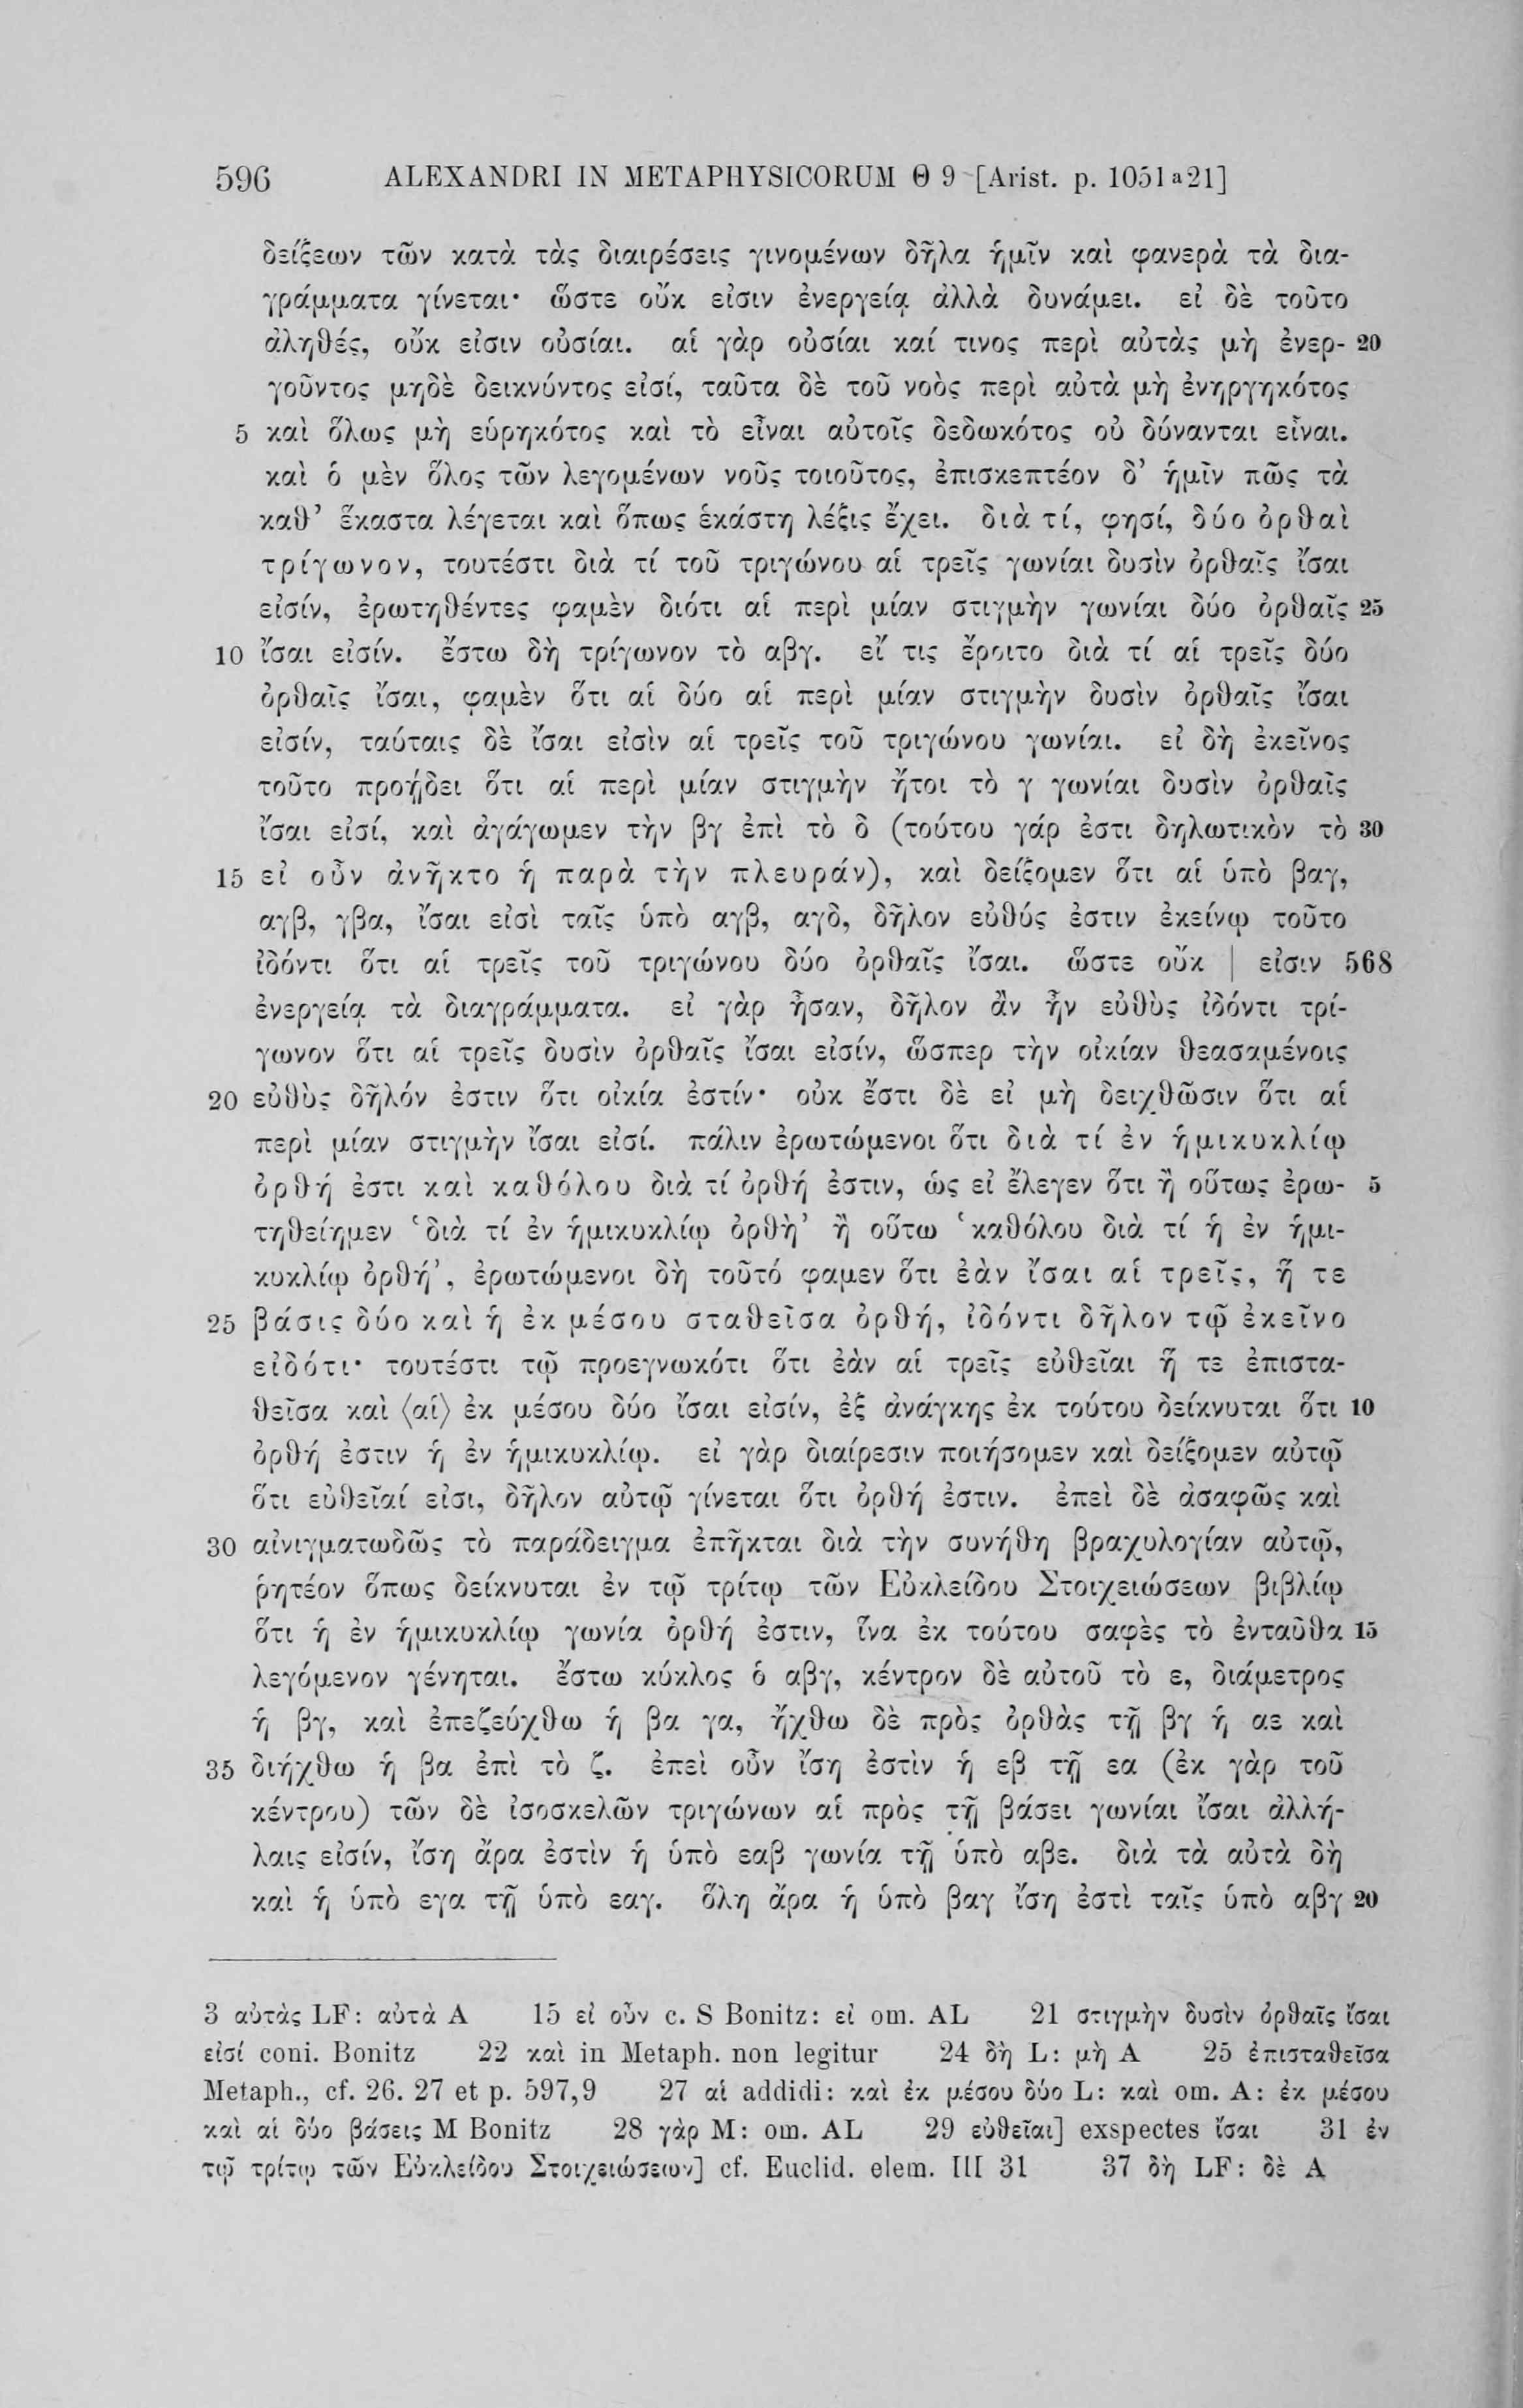 596 ALEXANDRI IN METAPHYSICORUM Θ 9 [Arist. p. 1051a21]
δείξεων τῶν κατὰ τὰς διαιρέσεις γινομένων δῆλα ἡμῖν καὶ φανερὰ τὰ δια-
γράμματα γίνεται· ὥστε οὔκ εἰσιν ἐνεργείᾳ ἀλλὰ δυνάμει. εἰ δὲ τοῦτο
ἀληθές, οὔκ εἰσιν οὐσίαι. αἱ γὰρ οὐσίαι καί τινος περὶ αὐτὰς μὴ ἐνερ- 20
γοῦντος μηδὲ δεικνύντος εἰσί, ταῦτα δὲ τοῦ νοὸς περὶ αὐτὰ μὴ ἐνηργηκότος
5 καὶ ὅλως μὴ εὑρηκότος καὶ τὸ εἶναι αὐτοῖς δεδωκότος οὐ δύνανται εἶναι.
καὶ ὁ μὲν ὅλος τῶν λεγομένων νοῦς τοιοῦτος, ἐπισκεπτέον δ’ ἡμῖν πῶς τὰ
καθ’ ἕκαστα λέγεται καὶ ὅπως ἑκάστη λέξις ἔχει. διὰ τί, φησί, δύο ὀρθαὶ
τρίγωνον, τουτέστι διὰ τί τοῦ τριγώνου αἱ τρεῖς γωνίαι δυσὶν ὀρθαῖς ἴσαι
εἰσίν, ἐρωτηθέντες φαμὲν διότι αἱ περὶ μίαν στιγμὴν γωνίαι δύο ὀρθαῖς 25
10 ἴσαι εἰσίν. ἔστω δὴ τρίγωνον τὸ αβγ. εἴ τις ἔροιτο διὰ τί αἱ τρεῖς δύο
ὀρθαῖς ἴσαι, φαμὲν ὅτι αἱ δύο αἱ περὶ μίαν στιγμὴν δυσὶν ὀρθαῖς ἴσαι
εἰσίν, ταύταις δὲ ἴσαι εἰσὶν αἱ τρεῖς τοῦ τριγώνου γωνίαι. εἰ δὴ ἐκεῖνος
τοῦτο προῄδει ὅτι αἱ περὶ μίαν στιγμὴν ἤτοι τὸ γ γωνίαι δυσὶν ὀρθαῖς
ἴσαι εἰσί, καὶ ἀγάγωμεν τὴν βγ ἐπὶ τὸ δ (τούτου γάρ ἐστι δηλωτικὸν τὸ 30
15 εἰ οὖν ἀνῆκτο ἡ παρὰ τὴν πλευράν), καὶ δείξομεν ὅτι αἱ ὑπὸ βαγ,
αγβ, γβα, ἴσαι εἰσὶ ταῖς ὑπὸ αγβ, αγδ, δῆλον εὐθύς ἐστιν ἐκείνῳ τοῦτο
ἰδόντι ὅτι αἱ τρεῖς τοῦ τριγώνου δύο ὀρθαῖς ἴσαι. ὥστε οὔκ | εἰσιν 568
ἐνεργείᾳ τὰ διαγράμματα. εἰ γὰρ ἦσαν, δῆλον ἂν ἦν εὐθὺς ἰδόντι τρί-
γωνον ὅτι αἱ τρεῖς δυσὶν ὀρθαῖς ἴσαι εἰσίν, ὥσπερ τὴν οἰκίαν θεασαμένοις
20 εὐθὺς δῆλόν ἐστιν ὅτι οἰκία ἐστίν· οὐκ ἔστι δὲ εἰ μὴ δειχθῶσιν ὅτι αἱ
περὶ μίαν στιγμὴν ἴσαι εἰσί. πάλιν ἐρωτώμενοι ὅτι διὰ τί ἐν ἡμικυκλίῳ
ὀρθή ἐστι καὶ καθόλου διὰ τί ὀρθή ἐστιν, ὡς εἰ ἔλεγεν ὅτι ἢ οὕτως ἐρω- 5
τηθείημεν ‘διὰ τί ἐν ἡμικυκλίῳ ὀρθὴ’ ἢ οὕτω ‘καθόλου διὰ τί ἡ ἐν ἡμι-
κυκλίῳ ὀρθή’, ἐρωτώμενοι δὴ τοῦτό φαμεν ὅτι ἐὰν ἴσαι αἱ τρεῖς, ἥ τε
25 βάσις δύο καὶ ἡ ἐκ μέσου σταθεῖσα ὀρθή, ἰδόντι δῆλον τῷ ἐκεῖνο
εἰδότι· τουτέστι τῷ προεγνωκότι ὅτι ἐὰν αἱ τρεῖς εὐθεῖαι ἥ τε ἐπιστα-
θεῖσα καὶ ⟨αἱ⟩ ἐκ μέσου δύο ἴσαι εἰσίν, ἐξ ἀνάγκης ἐκ τούτου δείκνυται ὅτι 10
ὀρθή ἐστιν ἡ ἐν ἡμικυκλίῳ. εἰ γὰρ διαίρεσιν ποιήσομεν καὶ δείξομεν αὐτῷ
ὅτι εὐθεῖαί εἰσι, δῆλον αὐτῷ γίνεται ὅτι ὀρθή ἐστιν. ἐπεὶ δὲ ἀσαφῶς καὶ
30 αἰνιγματωδῶς τὸ παράδειγμα ἐπῆκται διὰ τὴν συνήθη βραχυλογίαν αὐτῷ,
ῥητέον ὅπως δείκνυται ἐν τῷ τρίτῳ τῶν Εὐκλείδου Στοιχειώσεων βιβλίῳ
ὅτι ἡ ἐν ἡμικυκλίῳ γωνία ὀρθή ἐστιν, ἵνα ἐκ τούτου σαφὲς τὸ ἐνταῦθα 15
λεγόμενον γένηται. ἔστω κύκλος ὁ αβγ, κέντρον δὲ αὐτοῦ τὸ ε, διάμετρος
ἡ βγ, καὶ ἐπεζεύχθω ἡ βα γα, ἤχθω δὲ πρὸς ὀρθὰς τῇ βγ ἡ αε καὶ
35 διήχθω ἡ βα ἐπὶ τὸ ζ. ἐπεὶ οὖν ἴση ἐστὶν ἡ εβ τῇ εα (ἐκ γὰρ τοῦ
κέντρου) τῶν δὲ ἰσοσκελῶν τριγώνων αἱ πρὸς τῇ βάσει γωνίαι ἴσαι ἀλλή-
λαις εἰσίν, ἴση ἄρα ἐστὶν ἡ ὑπὸ εαβ γωνία τῇ ὑπὸ αβε. διὰ τὰ αὐτὰ δὴ
καὶ ἡ ὑπὸ εγα τῇ ὑπὸ εαγ. ὅλη ἄρα ἡ ὑπὸ βαγ ἴση ἐστὶ ταῖς ὑπὸ αβγ 20
3 αὐτὰς LF: αὐτὰ A 15 εἰ οὖν c. S Bonitz: εἰ om. AL 21 στιγμὴν δυσὶν ὀρθαῖς ἴσαι
εἰσί coni. Bonitz 22 καὶ in Metaph. non legitur 24 δὴ L: μὴ A 25 ἐπισταθεῖσα
Metaph., cf. 26. 27 et p. 597,9 27 αἱ addidi: καὶ ἐκ μέσου δύο L: καὶ om. A: ἐκ μέσου
καὶ αἱ δύο βάσεις M Bonitz 28 γὰρ M: om. AL 29 εὐθεῖαι] exspectes ἴσαι 31 ἐν
τῷ τρίτῳ τῶν Εὐκλείδου Στοιχειώσεων] cf. Euclid. elem. III 31 37 δὴ LF: δὲ A